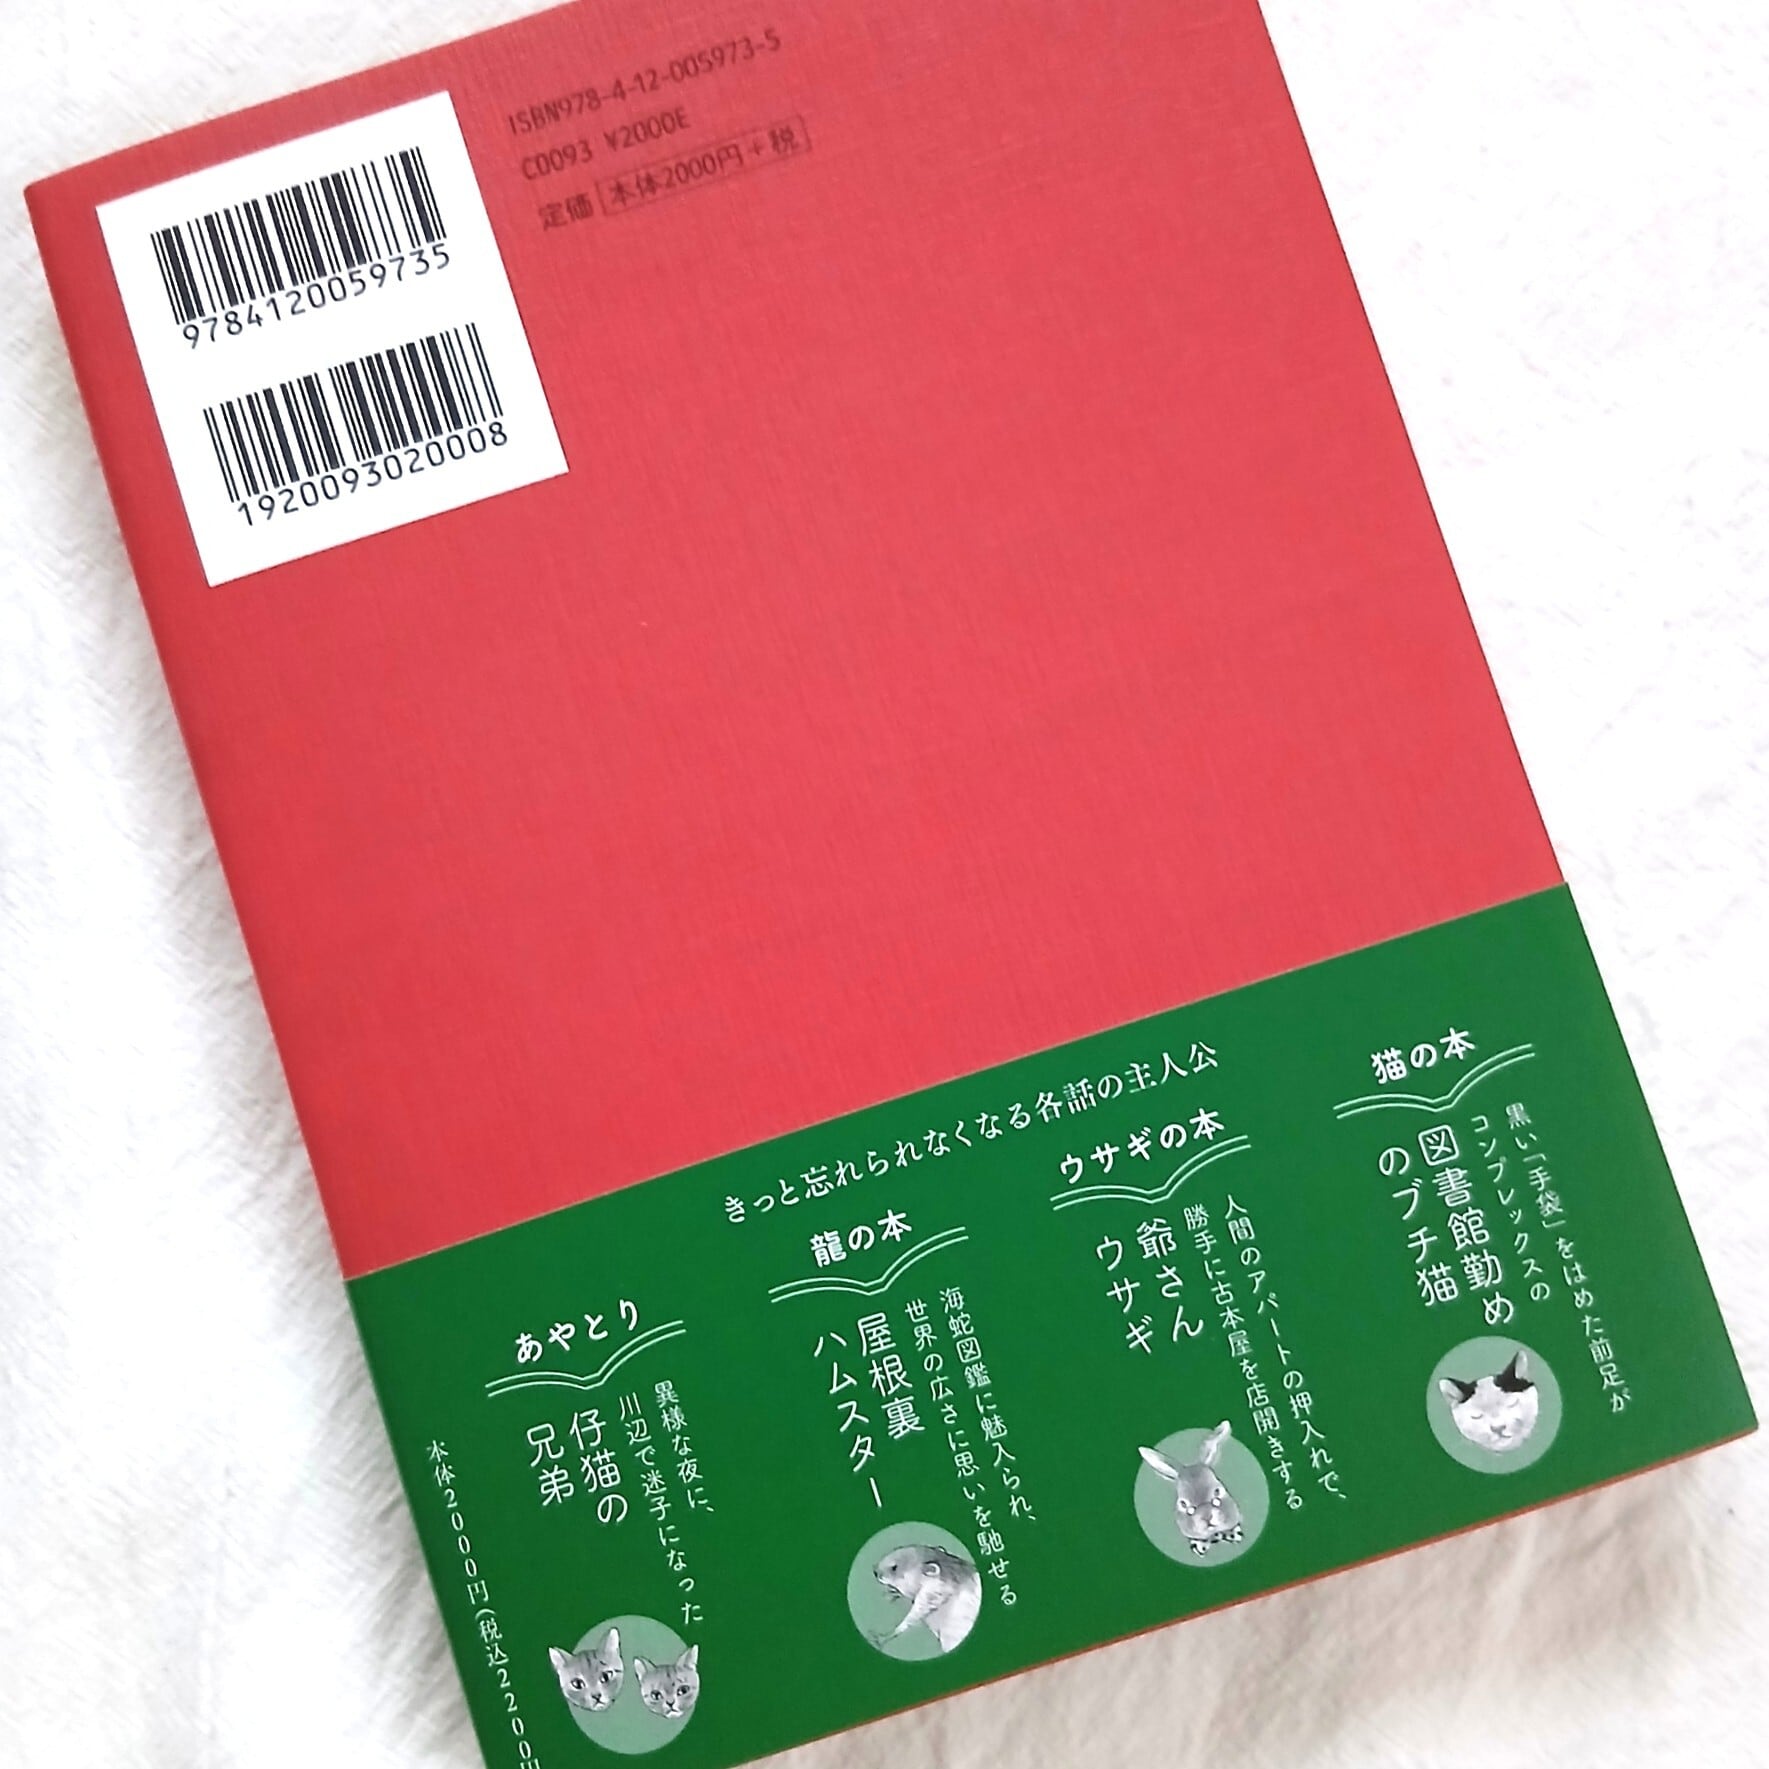 9784120059735
1920093020008
ISBN978-4-12-005973-5
C0093 ¥2000E
定価 本体2000円+税
きっと忘れられなくなる各話の主人公
猫の本
黒い「手袋」をはめた前足が
コンプレックスの
図書館勤め
のブチ猫
ウサギの本
人間のアパートの押入れで、
勝手に古本屋を店開きする
爺さん
ウサギ
龍の本
海蛇図鑑に魅入られ、
世界の広さに思いを馳せる
屋根裏
ハムスター
あやとり
異様な夜に、
川辺で迷子になった
仔猫の
兄弟
本体2000円(税込2200円